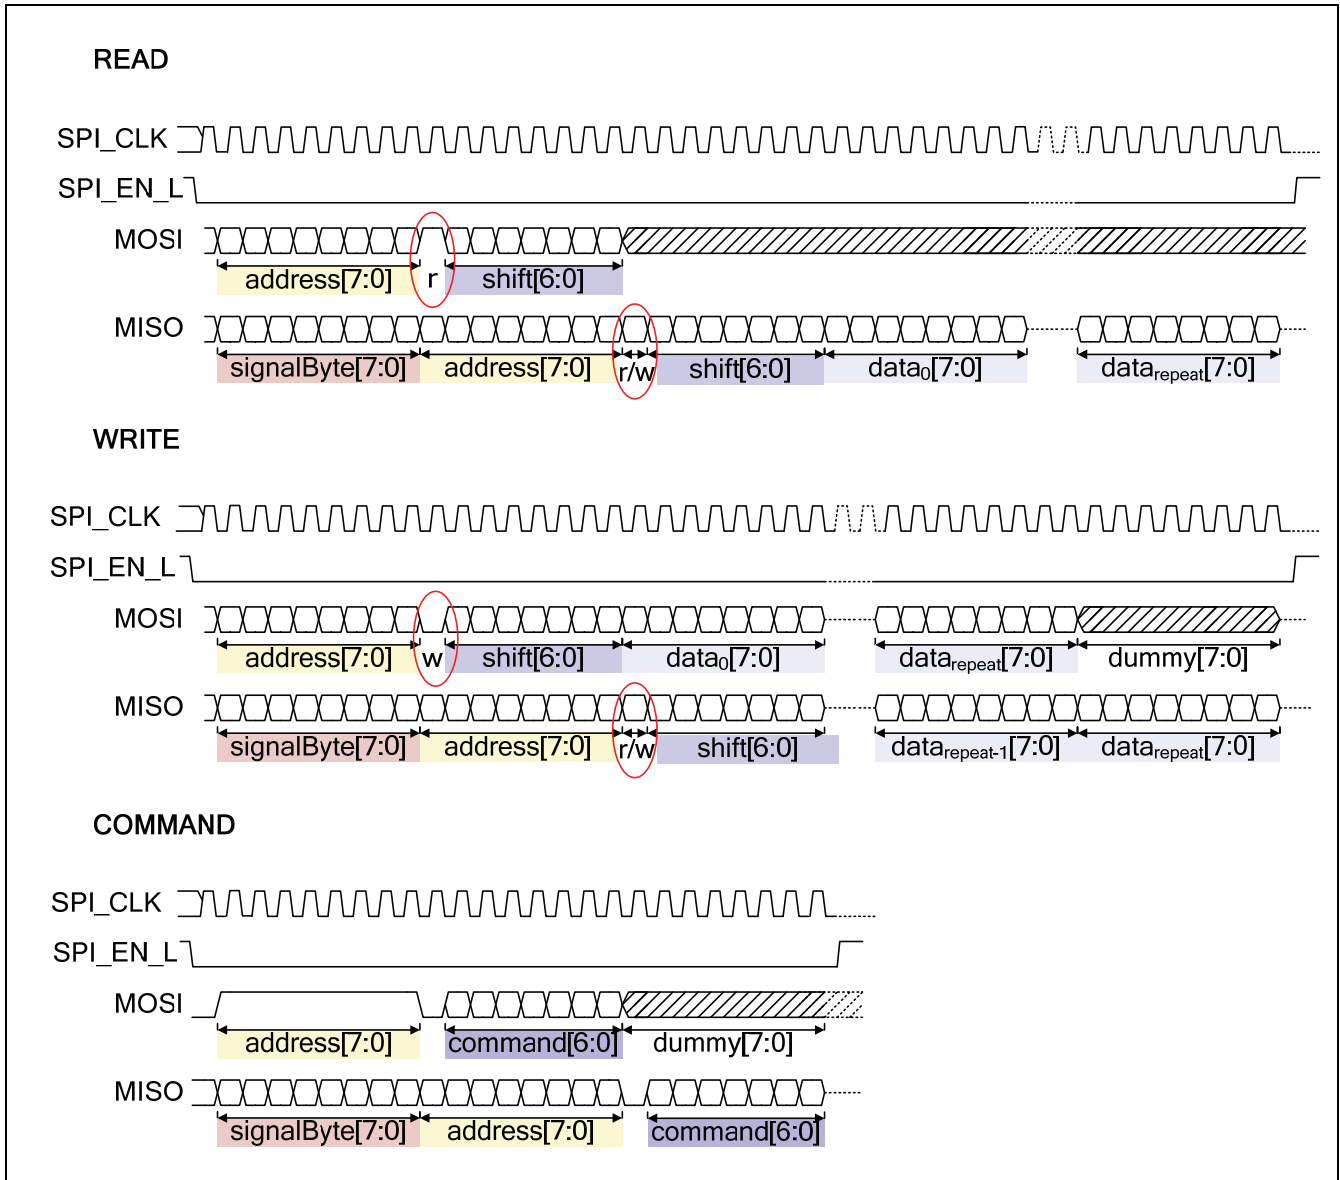 READ
SPI_CLK
SPI_EN_L
MOSI
address[7:0] r shift[6:0]
MISO
signalByte[7:0] address[7:0] r/w shift[6:0] data0[7:0] datarepeat[7:0]
WRITE
SPI_CLK
SPI_EN_L
MOSI
address[7:0] w shift[6:0] data0[7:0] datarepeat[7:0] dummy[7:0]
MISO
signalByte[7:0] address[7:0] r/w shift[6:0] datarepeat-1[7:0] datarepeat[7:0]
COMMAND
SPI_CLK
SPI_EN_L
MOSI
address[7:0] command[6:0] dummy[7:0]
MISO
signalByte[7:0] address[7:0] command[6:0]